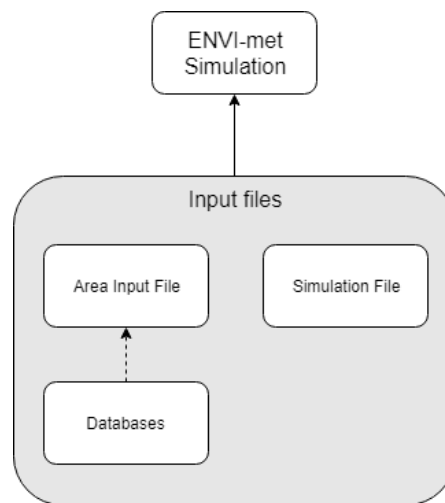 ENVI-met
Simulation
Input files
Area Input File
Simulation File
Databases